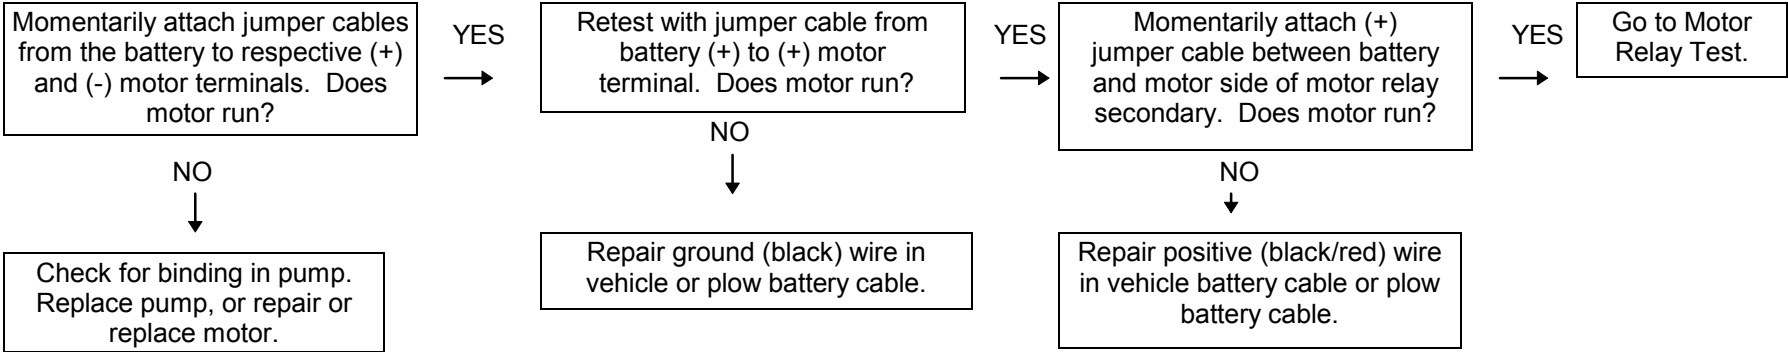 Momentarily attach jumper cables
from the battery to respective (+)
and (-) motor terminals.  Does
motor run?
YES
Retest with jumper cable from
battery (+) to (+) motor
terminal.  Does motor run?
YES
Momentarily attach (+)
jumper cable between battery
and motor side of motor relay
secondary.  Does motor run?
YES
Go to Motor
Relay Test.
NO
NO
NO
Check for binding in pump.
Replace pump, or repair or
replace motor.
Repair ground (black) wire in
vehicle or plow battery cable.
Repair positive (black/red) wire
in vehicle battery cable or plow
battery cable.